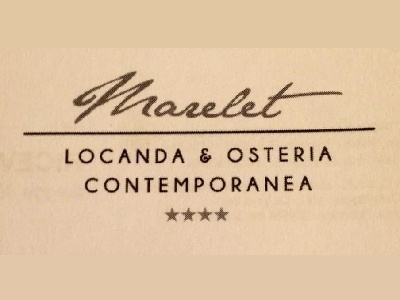 Marelet
LOCANDA & OSTERIA
CONTEMPORANEA
★★★★